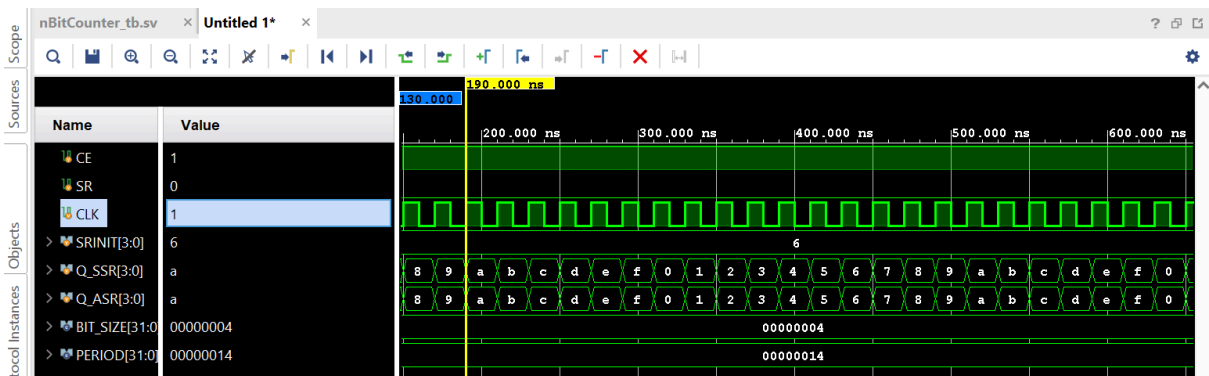 nBitCounter_tb.sv × Untitled 1* × ?
Scope
Sources
Objects
tocol Instances
190.000 ns
130.000
Name Value
200.000 ns 300.000 ns 400.000 ns 500.000 ns 600.000 ns
CE 1
SR 0
CLK 1
SRINIT[3:0] 6 6
Q_SSR[3:0] a 8 9 a b c d e f 0 1 2 3 4 5 6 7 8 9 a b c d e f 0
Q_ASR[3:0] a 8 9 a b c d e f 0 1 2 3 4 5 6 7 8 9 a b c d e f 0
BIT_SIZE[31:0 00000004 00000004
PERIOD[31:0] 00000014 00000014